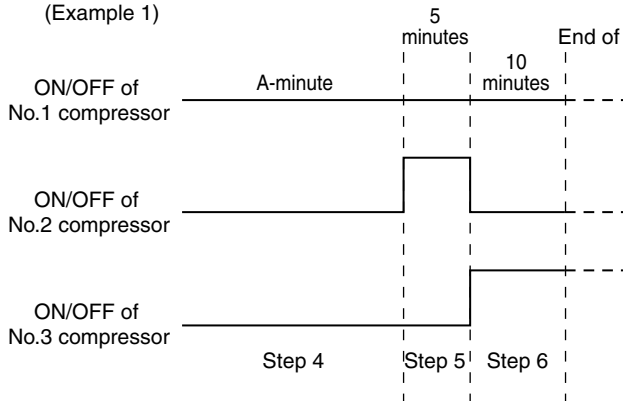 (Example 1)
5
minutes
End of
10
minutes
A-minute
ON/OFF of
No.1 compressor
ON/OFF of
No.2 compressor
ON/OFF of
No.3 compressor
Step 4
Step 5
Step 6